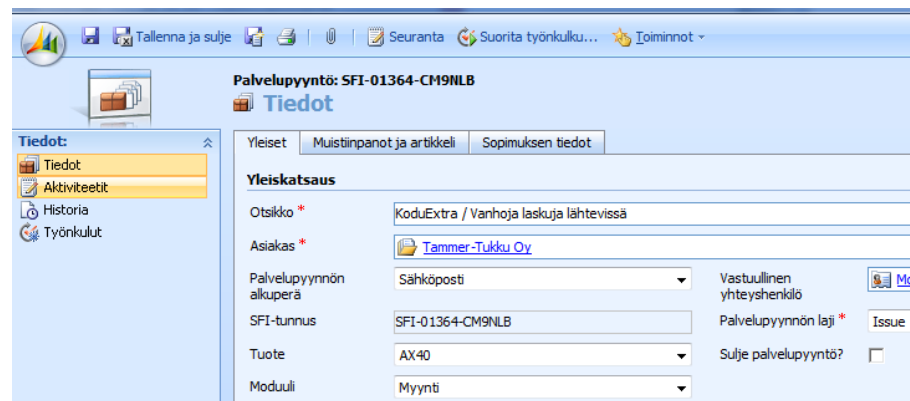 Tallenna ja sulje Seuranta Suorita työnkulku... Toiminnot
Palvelupyyntö: SFI-01364-CM9NLB
Tiedot
Tiedot:
Tiedot
Aktiviteetit
Historia
Työnkulut
Yleiset Muistiinpanot ja artikkeli Sopimuksen tiedot
Yleiskatsaus
Otsikko * KoduExtra / Vanhoja laskuja lähtevissä
Asiakas * Tammer-Tukku Oy
Palvelupyynnön alkuperä Sähköposti Vastuullinen yhteyshenkilö
SFI-tunnus SFI-01364-CM9NLB Palvelupyynnön laji * Issue
Tuote AX40 Sulje palvelupyyntö?
Moduuli Myynti